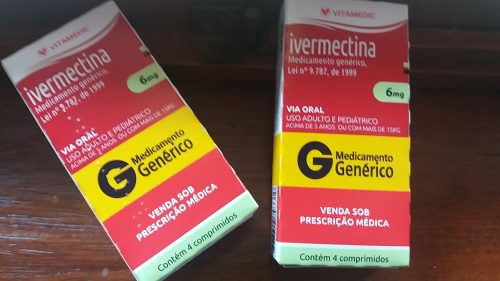 VITAMEDIC
ivermectina
Medicamento genérico,
Lei nº 9.787, de 1999
6mg
VIA ORAL
USO ADULTO E PEDIÁTRICO
ACIMA DE 5 ANOS OU COM MAIS DE 15KG
G Medicamento
Genérico
VENDA SOB
PRESCRIÇÃO MÉDICA
Contém 4 comprimidos
VITAMEDIC
ivermectina
Medicamento genérico,
Lei nº 9.787, de 1999
6mg
VIA ORAL
USO ADULTO E PEDIÁTRICO
ACIMA DE 5 ANOS OU COM MAIS DE 15KG
G Medicamento
Genérico
VENDA SOB
PRESCRIÇÃO MÉDICA
Contém 4 comprimidos